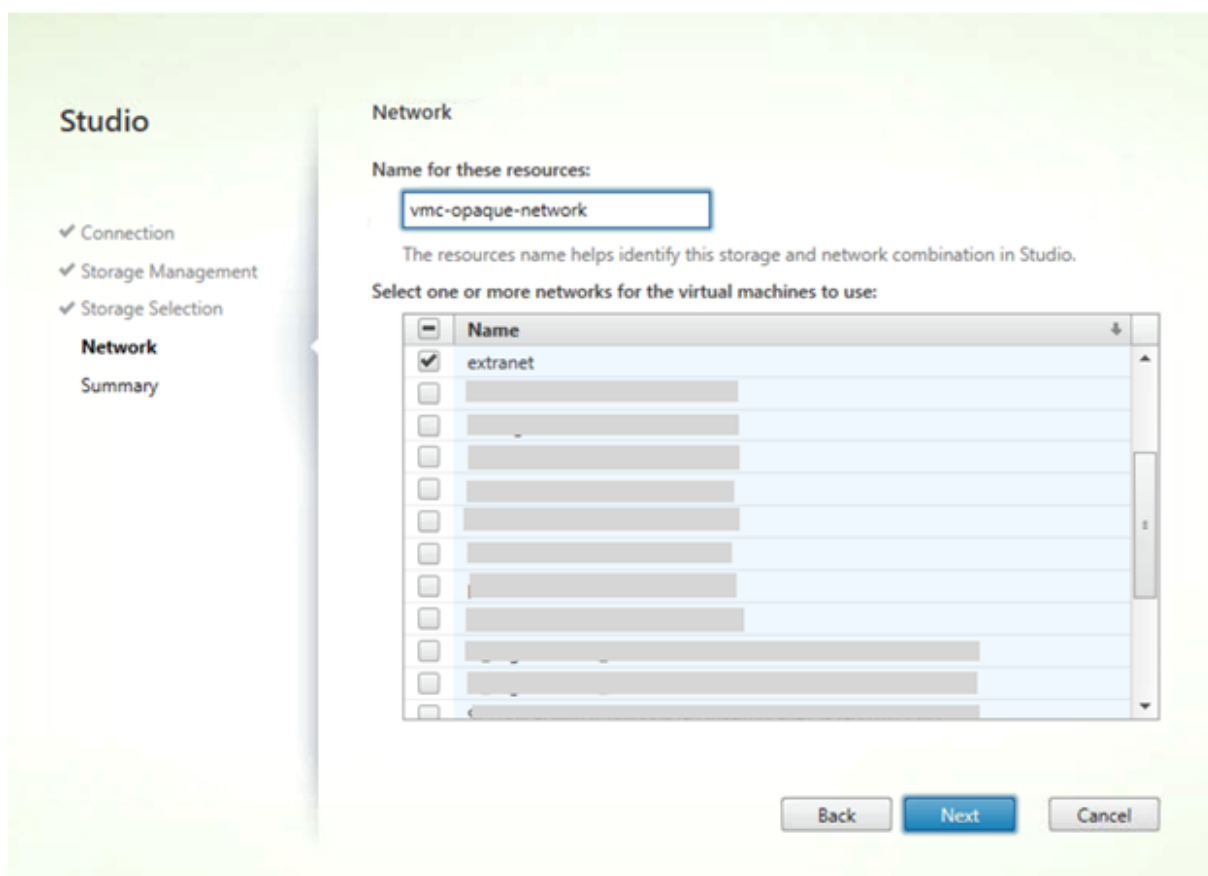 Studio
Connection
Storage Management
Storage Selection
Network
Summary
Network
Name for these resources:
vmc-opaque-network
The resources name helps identify this storage and network combination in Studio.
Select one or more networks for the virtual machines to use:
Name
extranet
Back Next Cancel